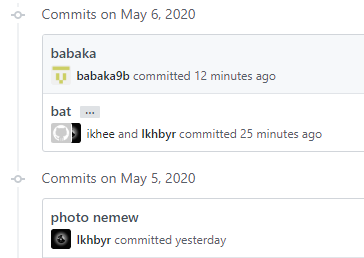 Commits on May 6, 2020
babaka
babaka9b committed 12 minutes ago
bat ...
ikhee and lkhbyr committed 25 minutes ago
Commits on May 5, 2020
photo nemew
lkhbyr committed yesterday